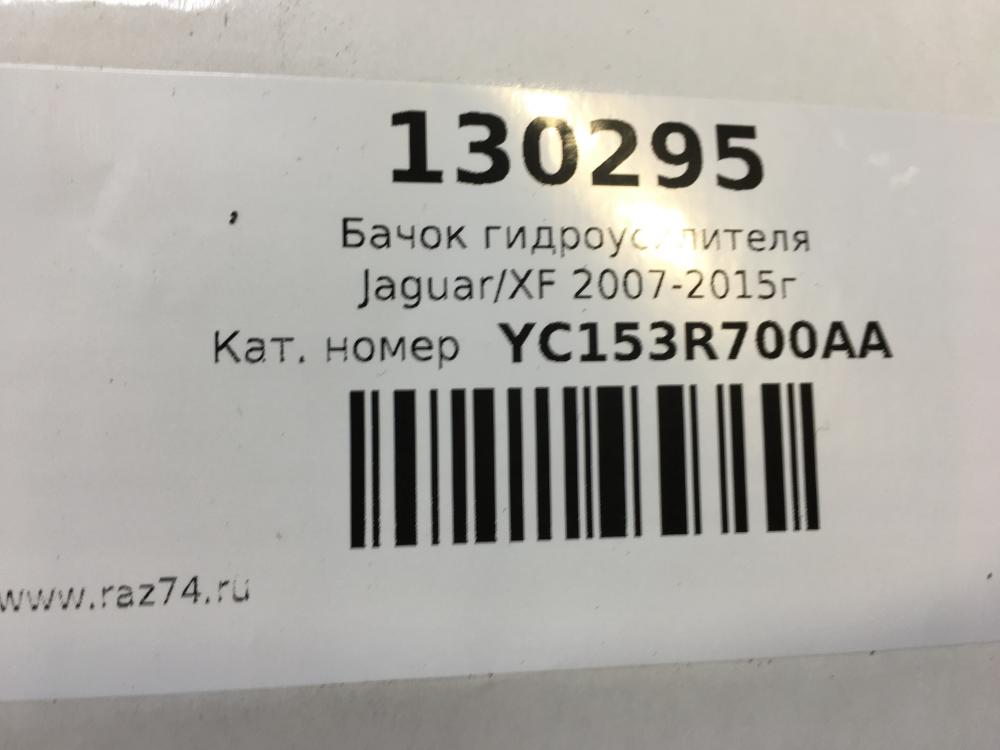 130295
Бачок гидроусилителя
Jaguar/XF 2007-2015г
Кат. номер YC153R700AA
www.raz74.ru